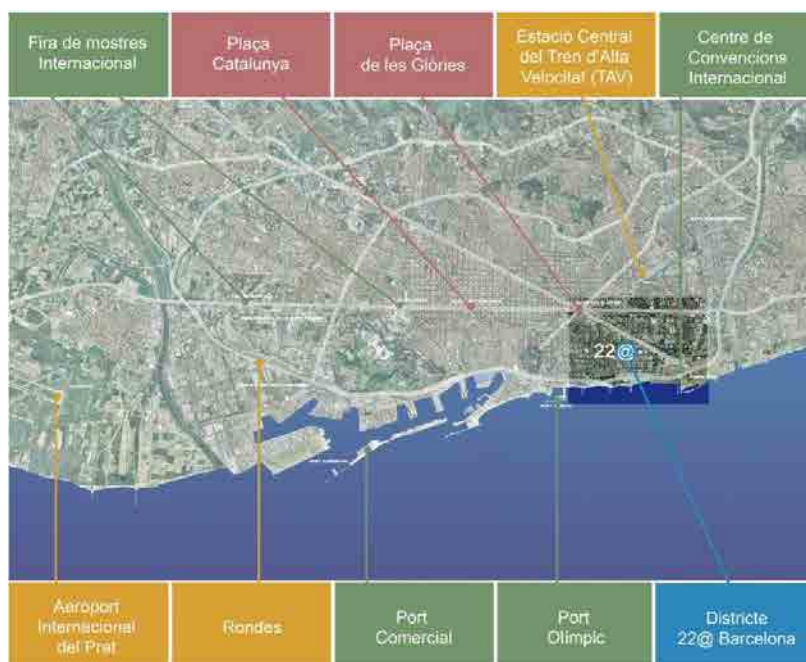 Fira de mostres
Internacional
Plaça
Catalunya
Plaça
de les Glòries
Estació Central
del Tren d'Alta
Velocitat (TAV)
Centre de
Convencions
Internacional
22@
Aeroport
Internacional
del Prat
Rondes
Port
Comercial
Port
Olímpic
Districte
22@ Barcelona